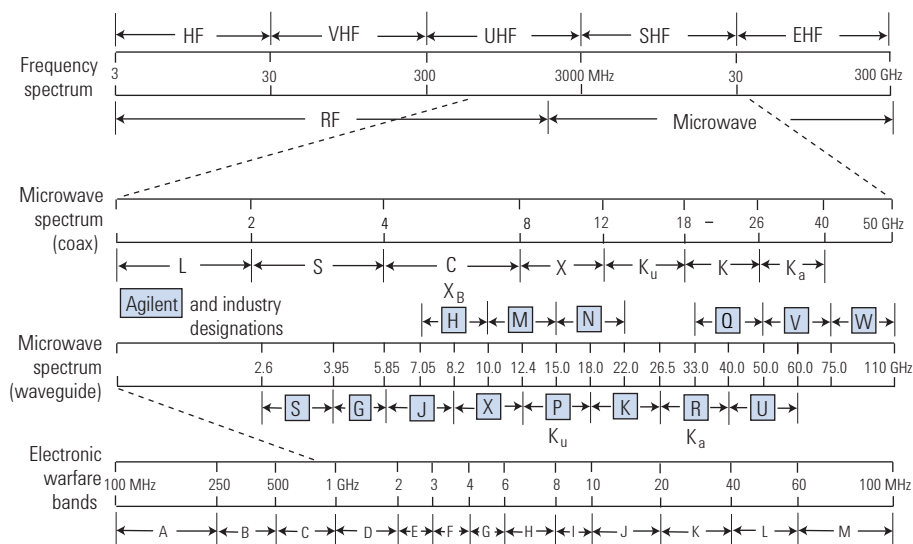 HF VHF UHF SHF EHF
Frequency spectrum
3 30 300 3000 MHz 30 300 GHz
RF Microwave
Microwave spectrum (coax)
2 4 8 12 18 – 26 40 50 GHz
L S C X Ku K Ka
XB
Agilent and industry designations
H M N Q V W
Microwave spectrum (waveguide)
2.6 3.95 5.85 7.05 8.2 10.0 12.4 15.0 18.0 22.0 26.5 33.0 40.0 50.0 60.0 75.0 110 GHz
S G J X P K R U
Ku Ka
Electronic warfare bands
100 MHz 250 500 1 GHz 2 3 4 6 8 10 20 40 60 100 MHz
A B C D E F G H I J K L M